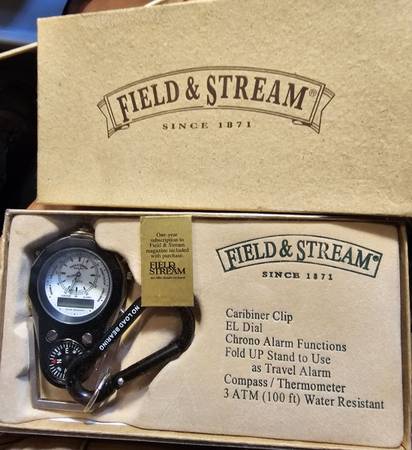 FIELD & STREAM®
SINCE 1871
One-year
subscription to
Field & Stream
magazine included
with purchase.
FIELD
STREAM
NO LOAD BEARING
N
FIELD & STREAM®
SINCE 1871
Caribiner Clip
EL Dial
Chrono Alarm Functions
Fold UP Stand to Use
as Travel Alarm
Compass / Thermometer
3 ATM (100 ft) Water Resistant